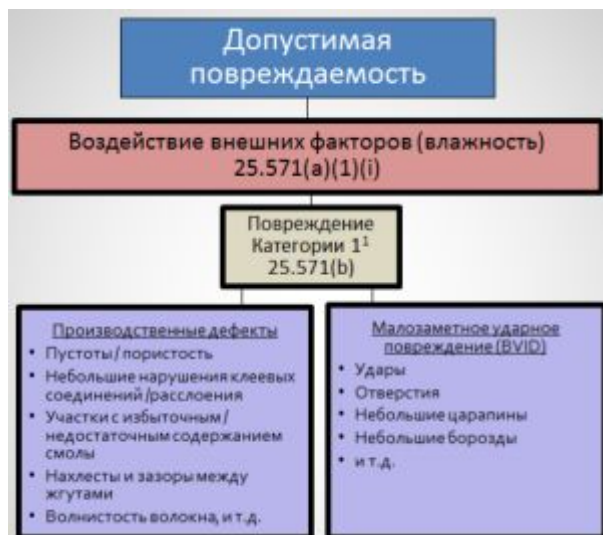 Допустимая
повреждаемость
Воздействие внешних факторов (влажность)
25.571(a)(1)(i)
Повреждение
Категории 1¹
25.571(b)
Производственные дефекты
• Пустоты / пористость
• Небольшие нарушения клеевых
соединений /расслоения
• Участки с избыточным /
недостаточным содержанием
смолы
• Нахлесты и зазоры между
жгутами
• Волнистость волокна, и т.д.
Малозаметное ударное
повреждение (BVID)
• Удары
• Отверстия
• Небольшие царапины
• Небольшие борозды
• и т.д.